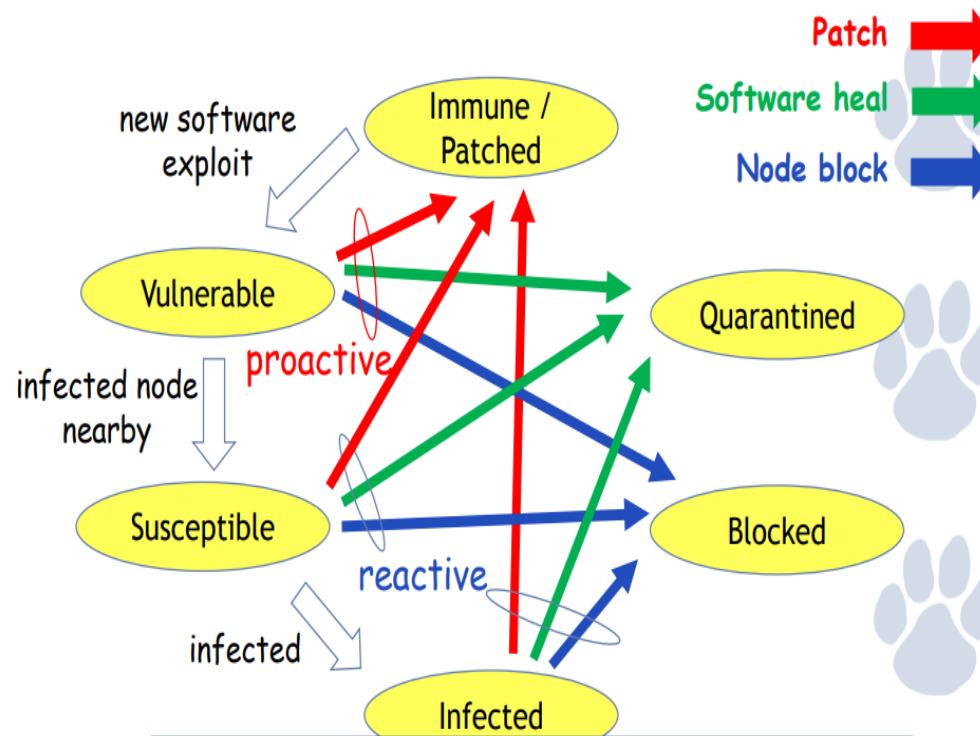 Patch
Software heal
Node block
new software
exploit
Immune /
Patched
Vulnerable
Quarantined
proactive
infected node
nearby
Susceptible
Blocked
reactive
infected
Infected